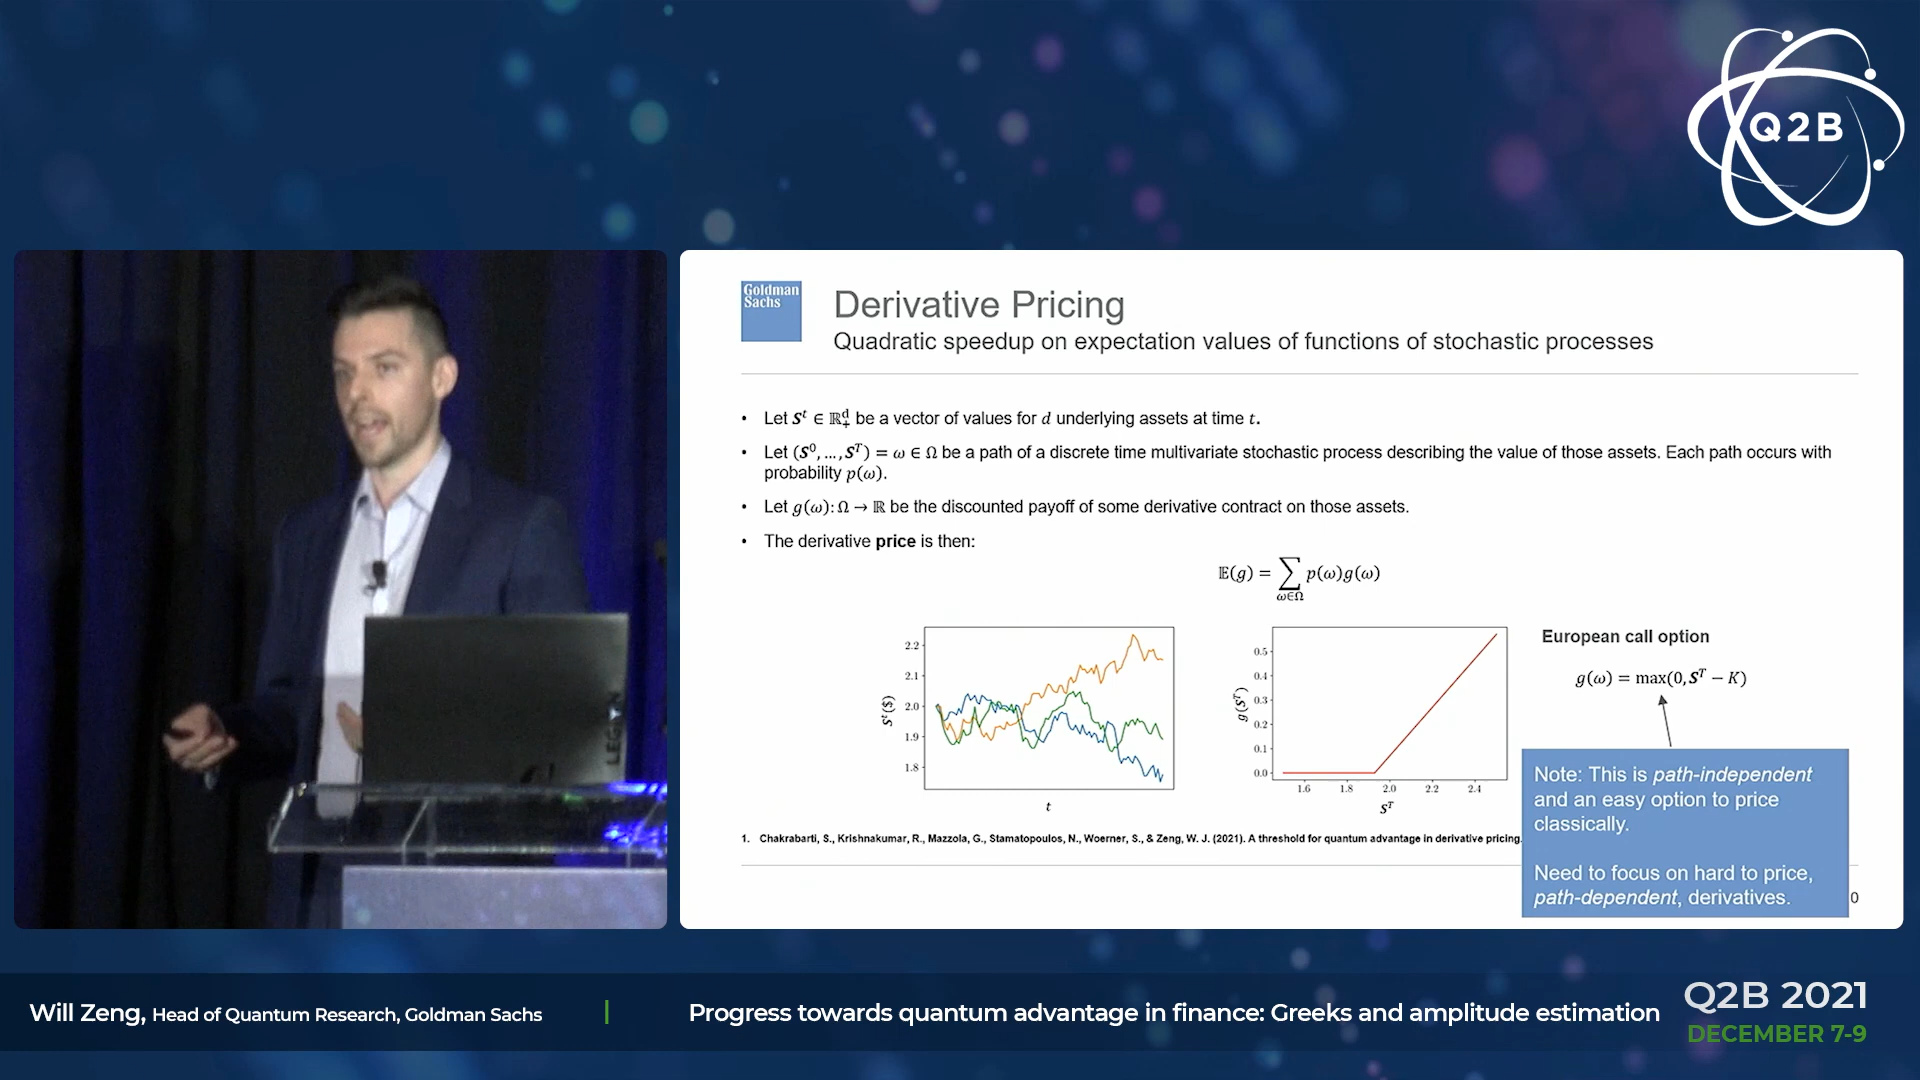 Q2B
Goldman
Sachs
Derivative Pricing
Quadratic speedup on expectation values of functions of stochastic processes
• Let 𝑺ᵗ ∈ ℝ₊ᵈ be a vector of values for d underlying assets at time t.
• Let (𝑺⁰, …, 𝑺ᵀ) = ω ∈ Ω be a path of a discrete time multivariate stochastic process describing the value of those assets. Each path occurs with
probability p(ω).
• Let g(ω): Ω → ℝ be the discounted payoff of some derivative contract on those assets.
• The derivative price is then:
𝔼(g) = ∑ p(ω)g(ω)
ω∈Ω
2.2
2.1
2.0
1.9
1.8
Sᵗ($)
t
0.5
0.4
0.3
0.2
0.1
0.0
g(Sᵀ)
1.6 1.8 2.0 2.2 2.4
Sᵀ
European call option
g(ω) = max(0, 𝑺ᵀ − K)
Note: This is path-independent
and an easy option to price
classically.
Need to focus on hard to price,
path-dependent, derivatives.
1. Chakrabarti, S., Krishnakumar, R., Mazzola, G., Stamatopoulos, N., Woerner, S., & Zeng, W. J. (2021). A threshold for quantum advantage in derivative pricing.
0
LEGION
Will Zeng, Head of Quantum Research, Goldman Sachs
Progress towards quantum advantage in finance: Greeks and amplitude estimation
Q2B 2021
DECEMBER 7-9